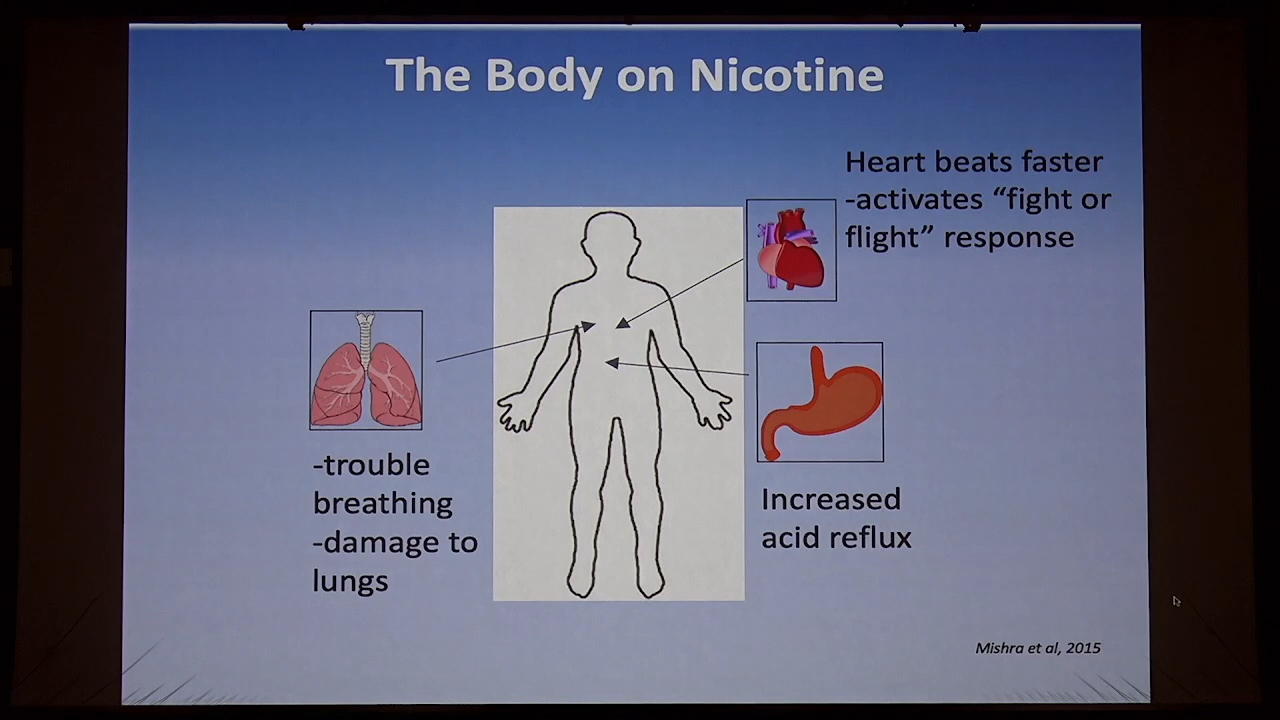 The Body on Nicotine
Heart beats faster
-activates “fight or
flight” response
-trouble
breathing
-damage to
lungs
Increased
acid reflux
Mishra et al, 2015